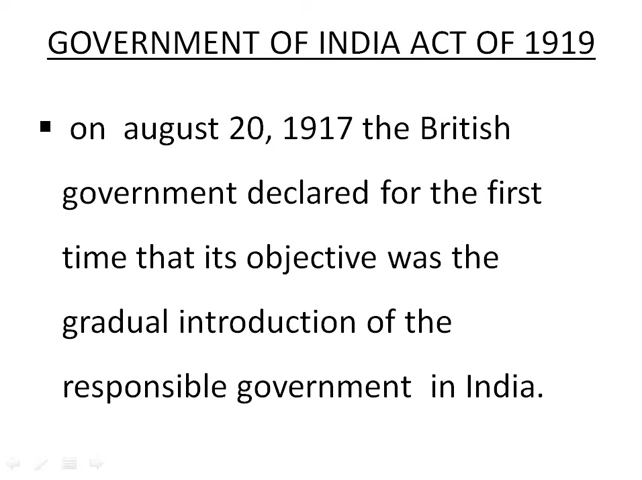 GOVERNMENT OF INDIA ACT OF 1919
▪ on august 20, 1917 the British
government declared for the first
time that its objective was the
gradual introduction of the
responsible government in India.